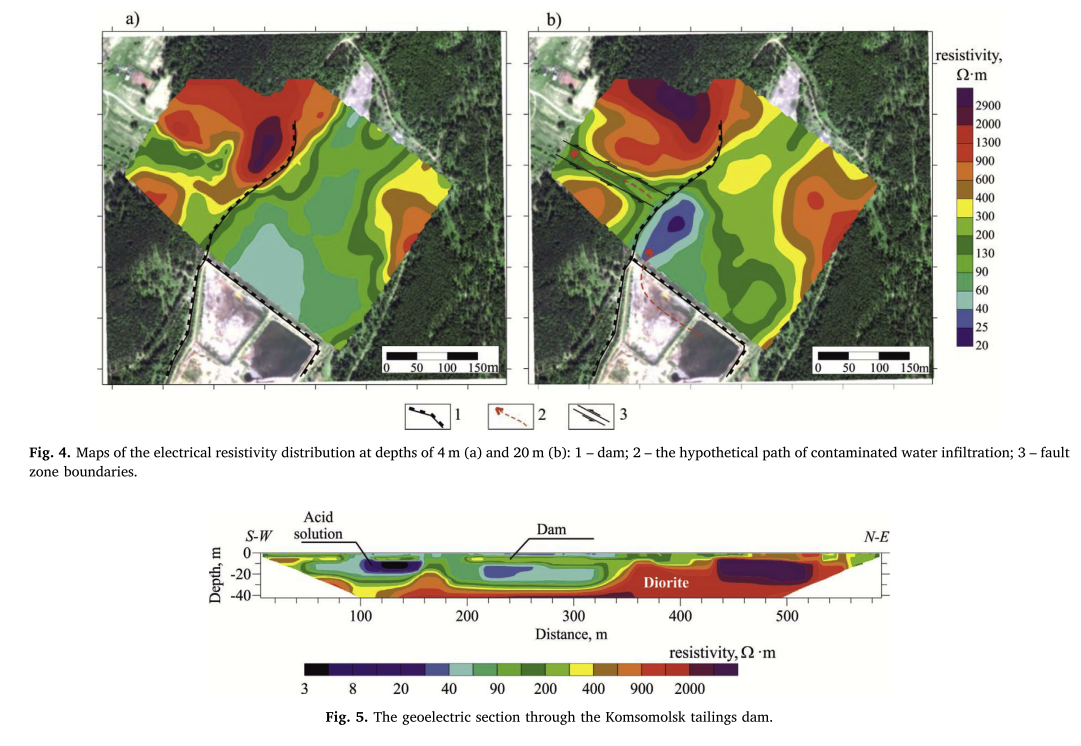 a)
b)
resistivity,
Ω·m
2900
2000
1300
900
600
400
300
200
130
90
60
40
25
20
0 50 100 150m
0 50 100 150m
1
2
3
Fig. 4. Maps of the electrical resistivity distribution at depths of 4 m (a) and 20 m (b): 1 – dam; 2 – the hypothetical path of contaminated water infiltration; 3 – fault
zone boundaries.
Acid
solution
Dam
S-W
N-E
Depth, m
0
-20
-40
Diorite
100 200 300 400 500
Distance, m
resistivity, Ω ·m
3 8 20 40 90 200 400 900 2000
Fig. 5. The geoelectric section through the Komsomolsk tailings dam.